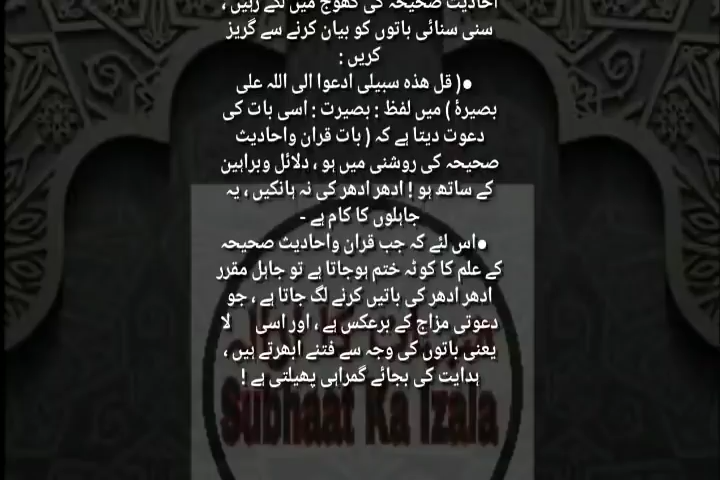 احادیث صحیحہ کی کھوج میں لگے رہیں ،
سنی سنائی باتوں کو بیان کرنے سے گریز
کریں :
●( قل ھذہ سبیلی ادعوا الی اللہ علی
بصیرۃ ) میں لفظ : بصیرت : اسی بات کی
دعوت دیتا ہے کہ ( بات قران واحادیث
صحیحہ کی روشنی میں ہو ، دلائل وبراہین
کے ساتھ ہو ! ادھر ادھر کی نہ ہانکیں ، یہ
جاہلوں کا کام ہے -
●اس لئے کہ جب قران واحادیث صحیحہ
کے علم کا کوٹہ ختم ہوجاتا ہے تو جاہل مقرر
ادھر ادھر کی باتیں کرنے لگ جاتا ہے ، جو
دعوتی مزاج کے برعکس ہے ، اور اسی لا
یعنی باتوں کی وجہ سے فتنے ابھرتے ہیں ،
ہدایت کی بجائے گمراہی پھیلتی ہے !
Subhaat Ka Izala